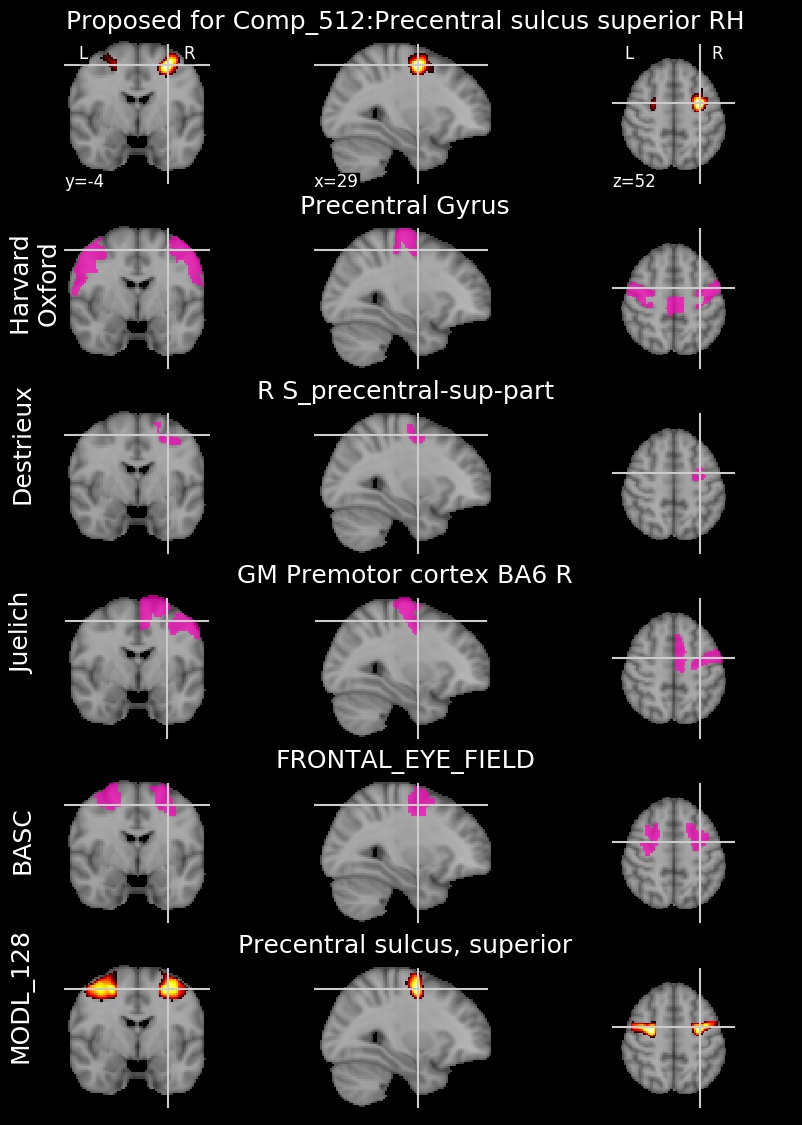 Proposed for Comp_512:Precentral sulcus superior RH
L R L R
y=-4 x=29 z=52
Precentral Gyrus
Harvard
Oxford
R S_precentral-sup-part
Destrieux
GM Premotor cortex BA6 R
Juelich
FRONTAL_EYE_FIELD
BASC
Precentral sulcus, superior
MODL_128